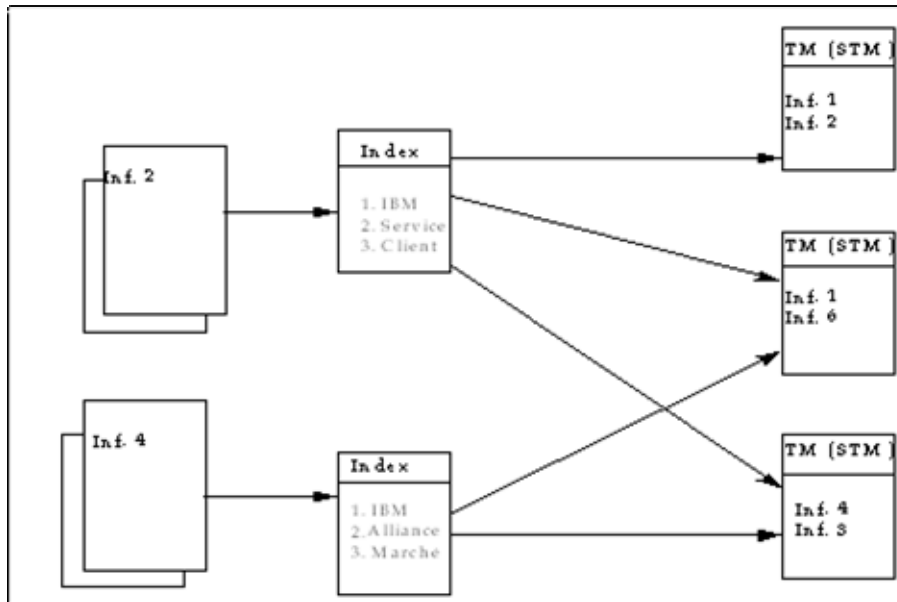 TM (STM)
Inf. 1
Inf. 2
Index
1. IBM
2. Service
3. Client
Inf. 2
TM (STM)
Inf. 1
Inf. 6
Inf. 4
Index
1. IBM
2. Alliance
3. Marche
TM (STM)
Inf. 4
Inf. 3